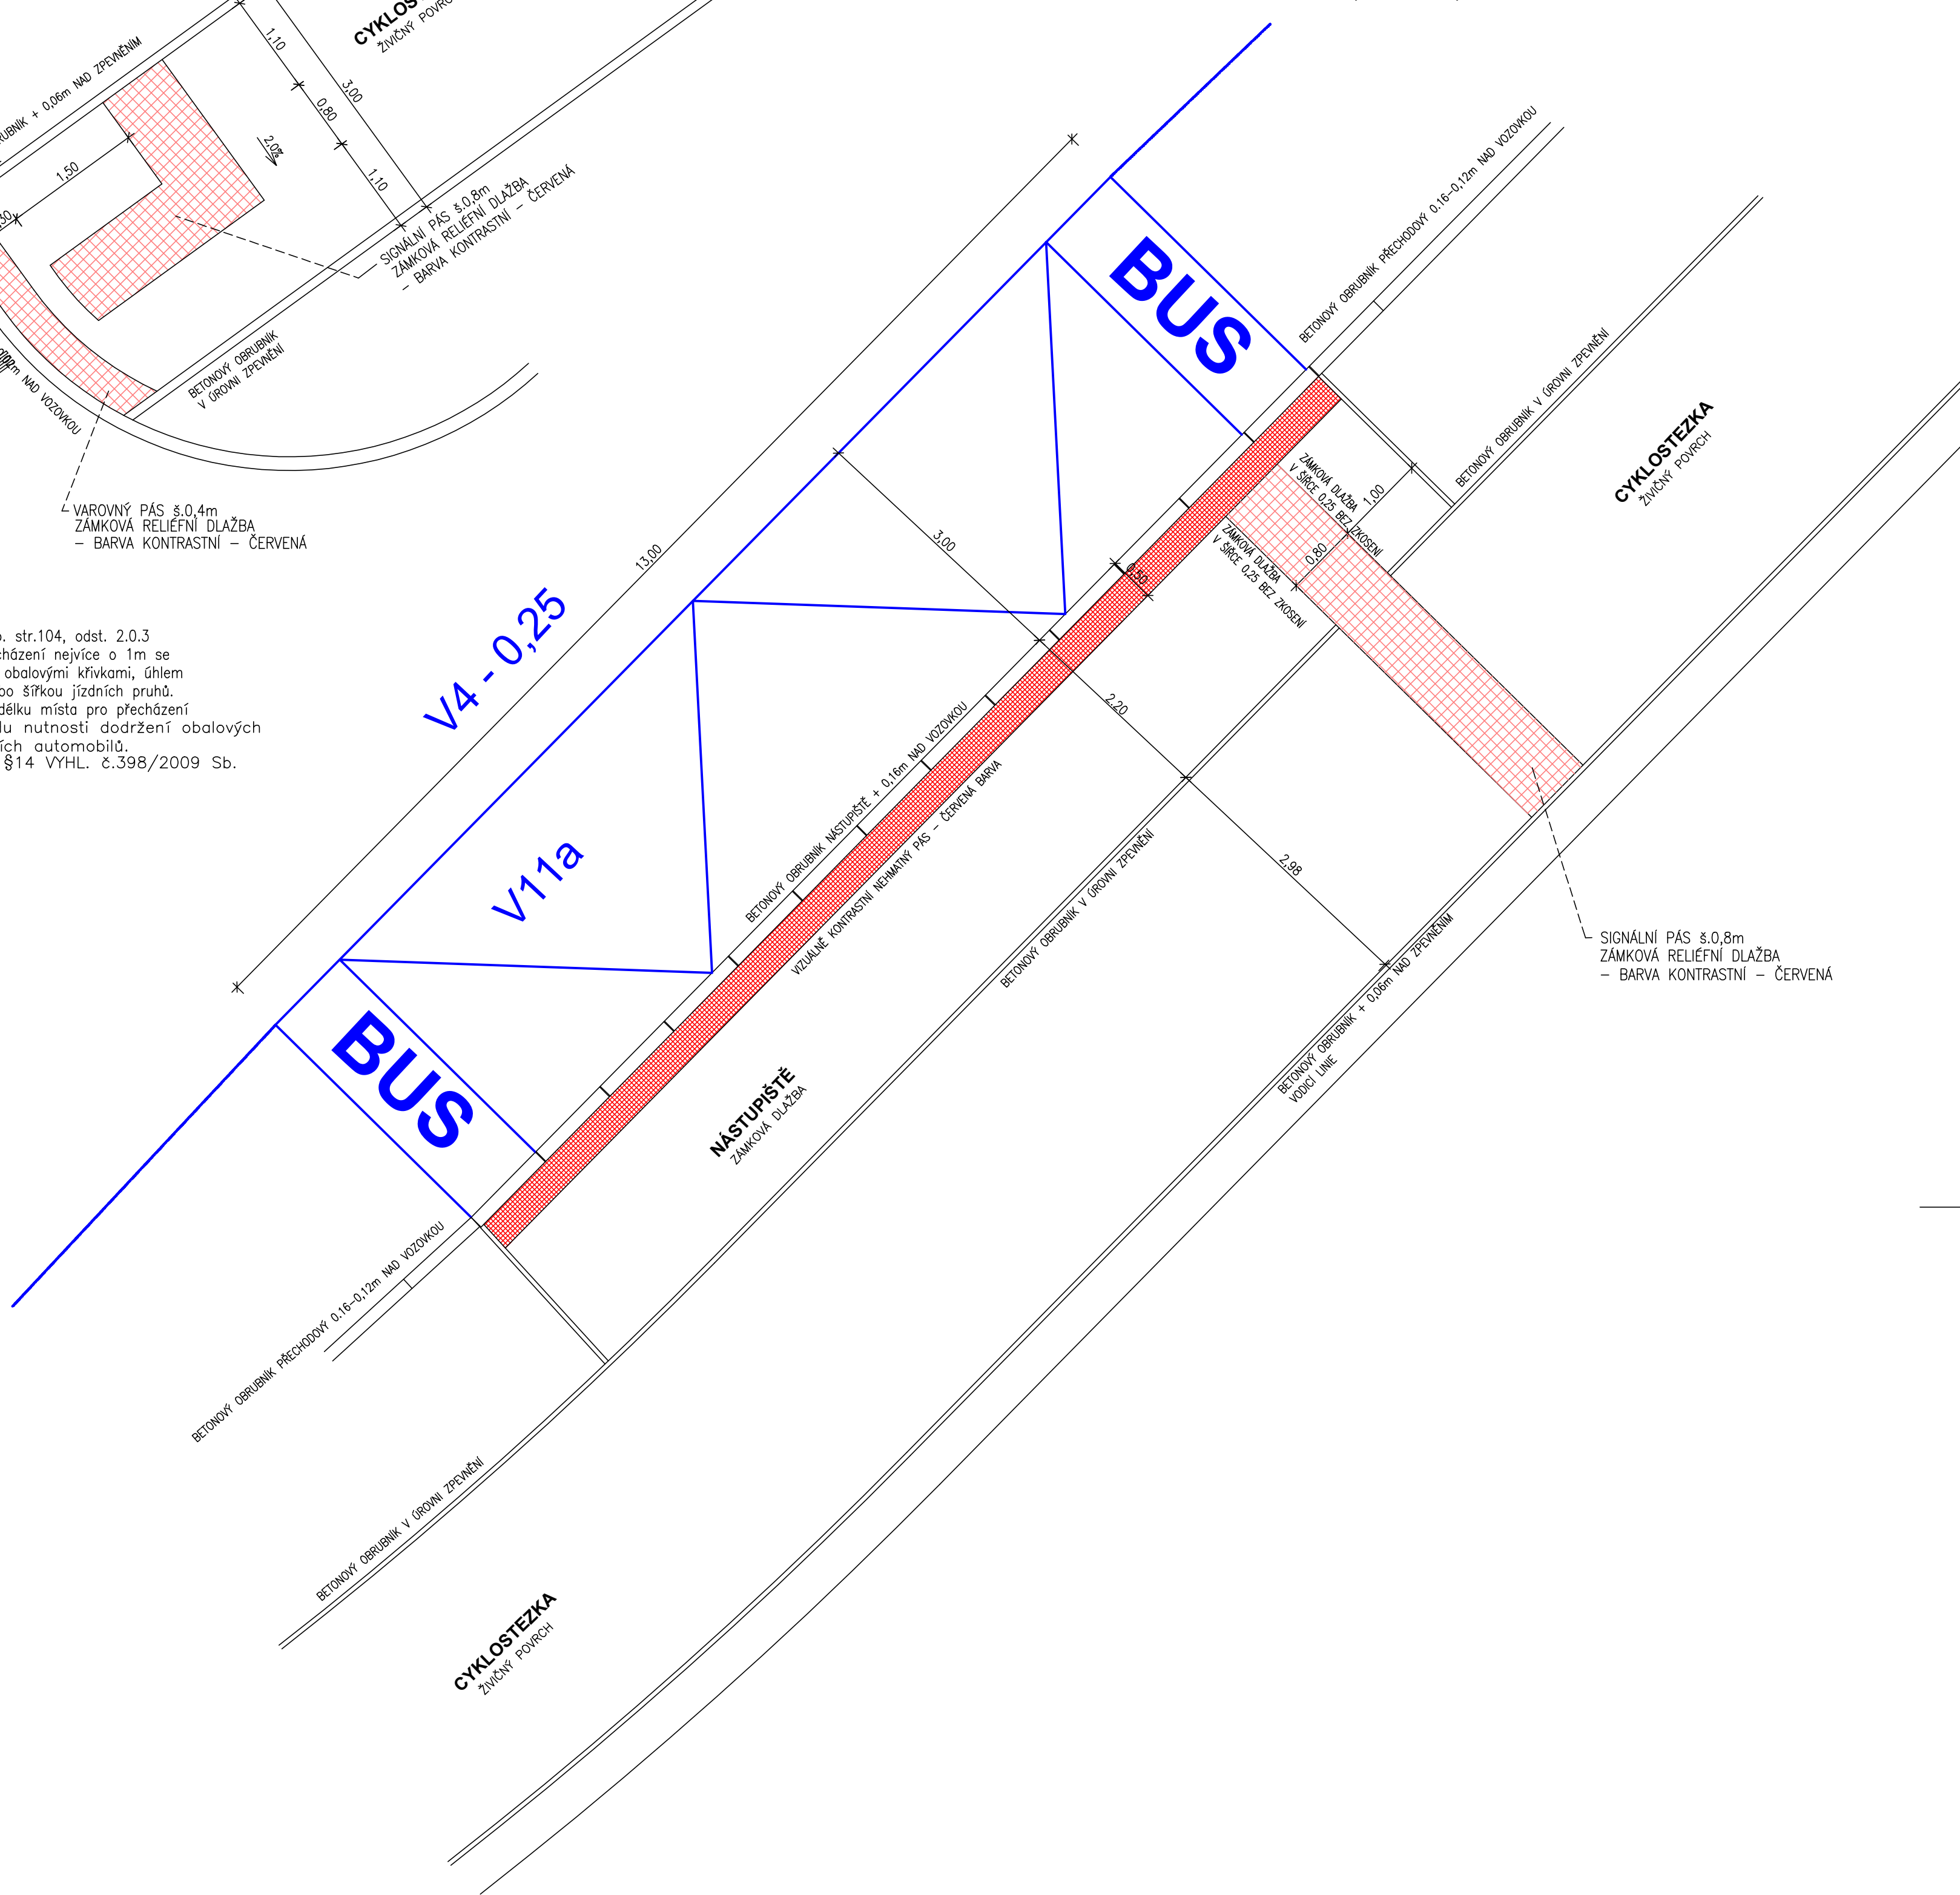 CYKLOS
ŽIVIČNÝ POVRC
RUBNÍK + 0,06m NAD ZPEVNĚNÍM
1,10
3,00
0,80
1,10
2,0%
1,50
,30
SIGNÁLNÍ PÁS š.0,8m
ZÁMKOVÁ RELIÉFNÍ DLAŽBA
– BARVA KONTRASTNÍ – ČERVENÁ
BETONOVÝ OBRUBNÍK
V ÚROVNI ZPEVNĚNÍ
NAD VOZOVKOU
VAROVNÝ PÁS š.0,4m
ZÁMKOVÁ RELIÉFNÍ DLAŽBA
– BARVA KONTRASTNÍ – ČERVENÁ
. str.104, odst. 2.0.3
cházení nejvíce o 1m se
obalovými křivkami, úhlem
oo šířkou jízdních pruhů.
délku místa pro přecházení
du nutnosti dodržení obalových
ích automobilů.
§14 VYHL. č.398/2009 Sb.
13,00
V4 - 0,25
V11a
BUS
BUS
3,00
0,50
2,20
2,98
BETONOVÝ OBRUBNÍK PŘECHODOVÝ 0.16–0,12m NAD VOZOVKOU
BETONOVÝ OBRUBNÍK V ÚROVNI ZPEVNĚNÍ
CYKLOSTEZKA
ŽIVIČNÝ POVRCH
ZÁMKOVÁ DLAŽBA
V ŠÍŘCE 0,25 BEZ ZKOSENÍ
1,00
0,80
ZÁMKOVÁ DLAŽBA
V ŠÍŘCE 0,25 BEZ ZKOSENÍ
BETONOVÝ OBRUBNÍK NÁSTUPIŠTĚ + 0,16m NAD VOZOVKOU
VIZUÁLNĚ KONTRASTNÍ NEHMATNÝ PÁS – ČERVENÁ BARVA
BETONOVÝ OBRUBNÍK V ÚROVNI ZPEVNĚNÍ
SIGNÁLNÍ PÁS š.0,8m
ZÁMKOVÁ RELIÉFNÍ DLAŽBA
– BARVA KONTRASTNÍ – ČERVENÁ
BETONOVÝ OBRUBNÍK + 0,06m NAD ZPEVNĚNÍM
VODICÍ LINIE
NÁSTUPIŠTĚ
ZÁMKOVÁ DLAŽBA
BETONOVÝ OBRUBNÍK PŘECHODOVÝ 0.16–0,12m NAD VOZOVKOU
BETONOVÝ OBRUBNÍK V ÚROVNI ZPEVNĚNÍ
CYKLOSTEZKA
ŽIVIČNÝ POVRCH